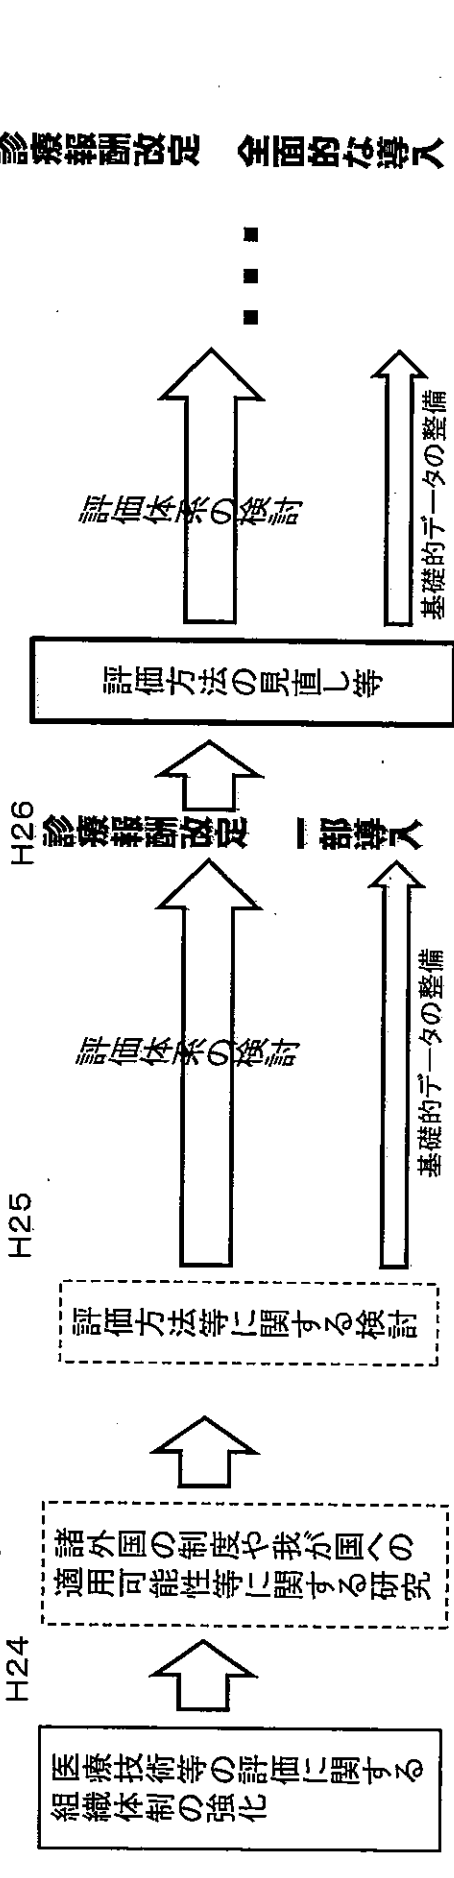 H24
医療技術等の評価に関する
組織体制の強化
諸外国の制度や我が国への
適用可能性等に関する研究
H25
評価方法等に関する検討
評価体系の検討
基礎的データの整備
H26
診療報酬改定 一部導入
評価方法の見直し等
評価体系の検討
基礎的データの整備
診療報酬改定 全面的な導入